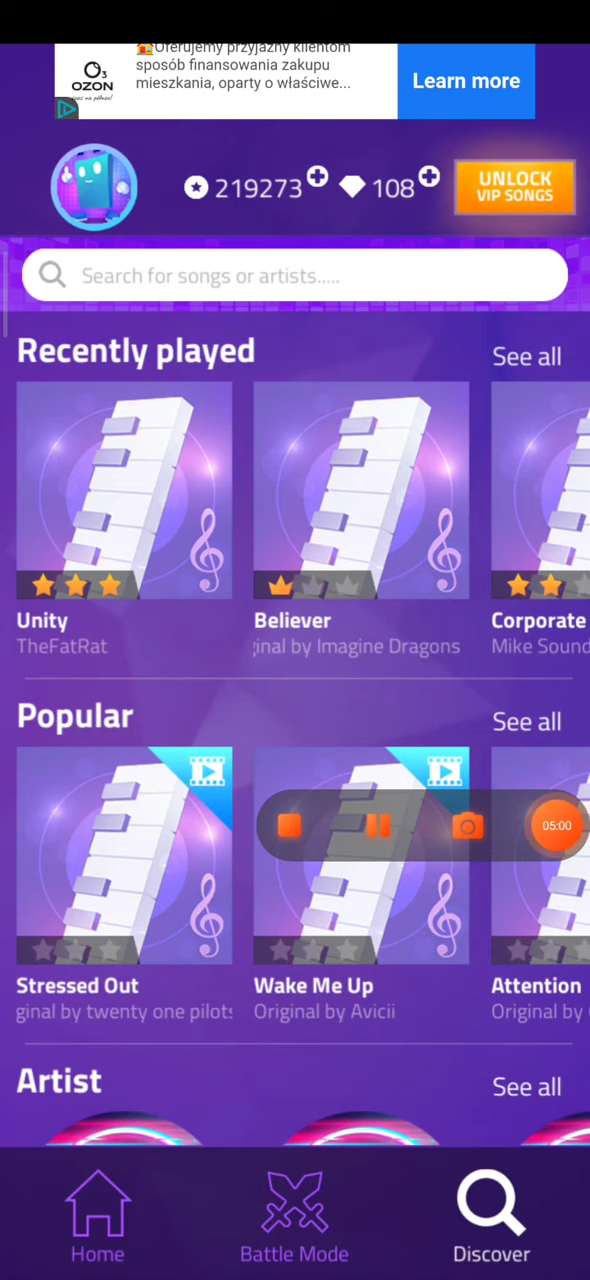 🏠Oferujemy przyjazny klientom
sposób finansowania zakupu
mieszkania, oparty o właściwe...
O3
OZON
Learn more
219273
108
UNLOCK
VIP SONGS
Search for songs or artists.....
Recently played
See all
Unity
Believer
Corporate
TheFatRat
ginal by Imagine Dragons
Mike Sound
Popular
See all
05:00
Stressed Out
Wake Me Up
Attention
ginal by twenty one pilots
Original by Avicii
Original by
Artist
See all
Home
Battle Mode
Discover